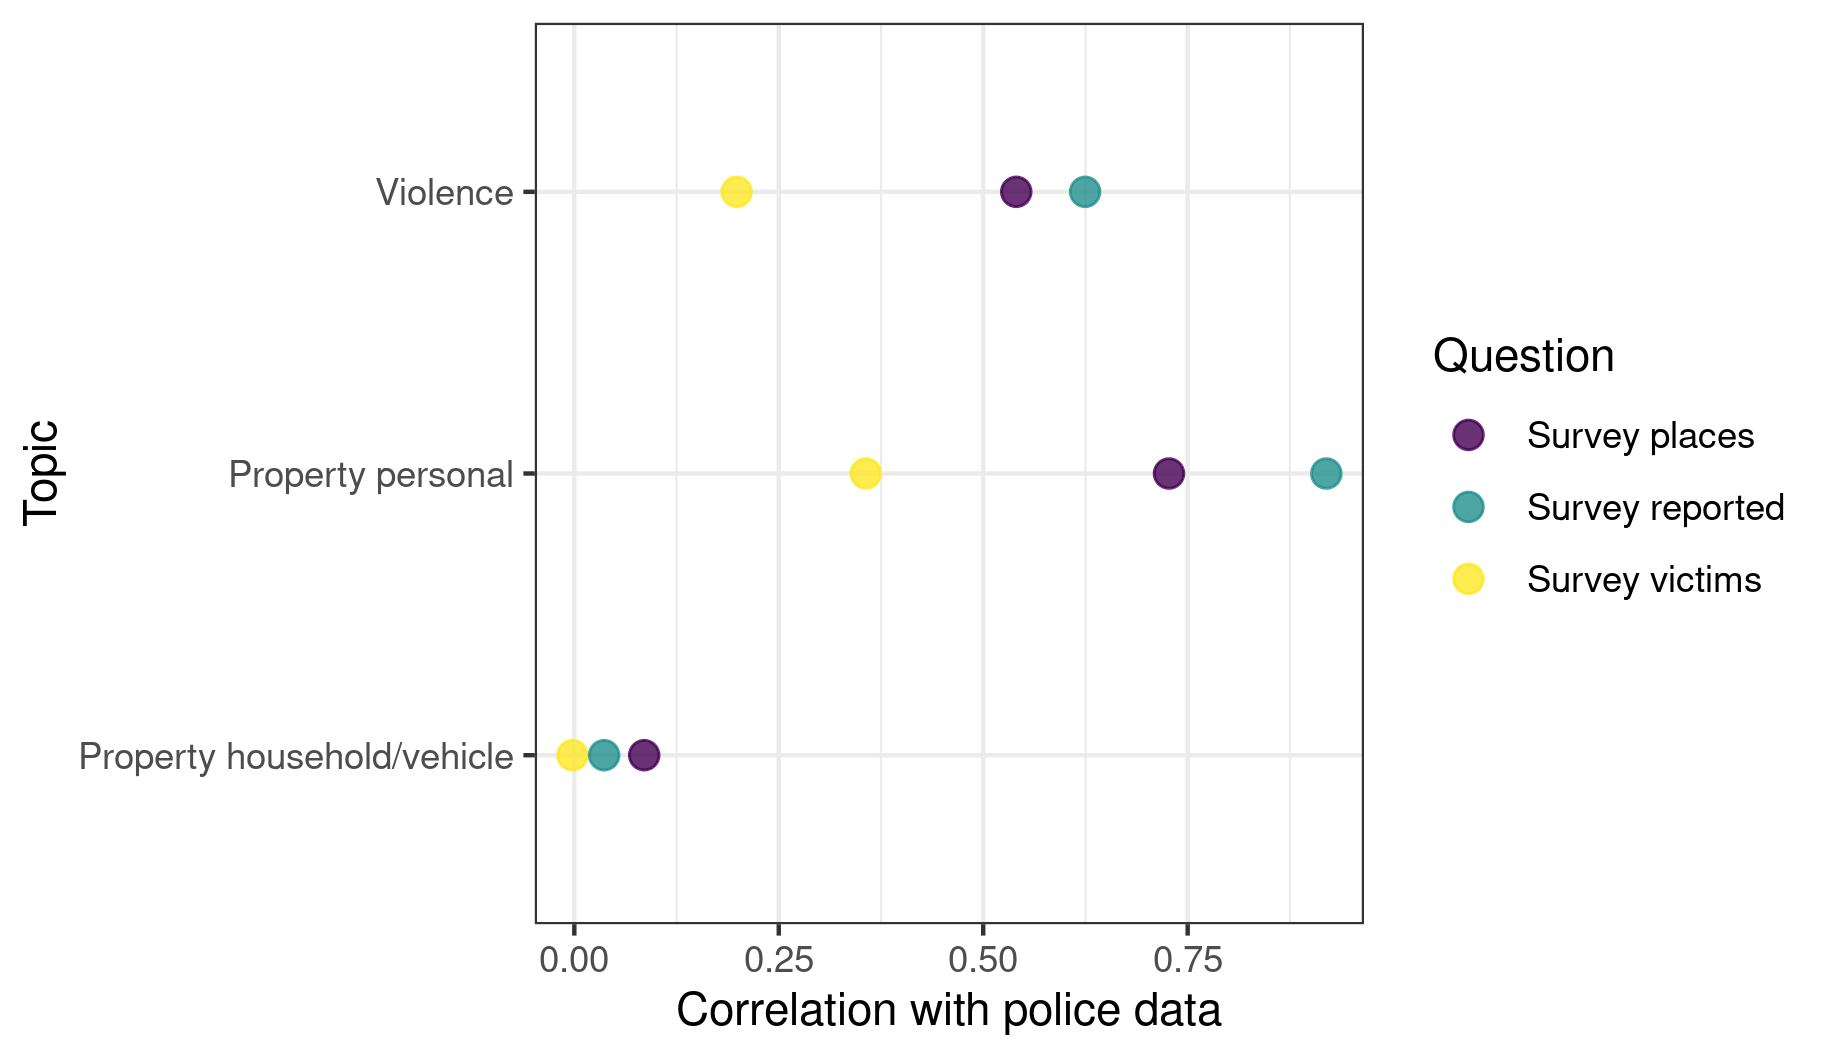 Violence
Property personal
Property household/vehicle
Topic
0.00 0.25 0.50 0.75
Correlation with police data
Question
Survey places
Survey reported
Survey victims